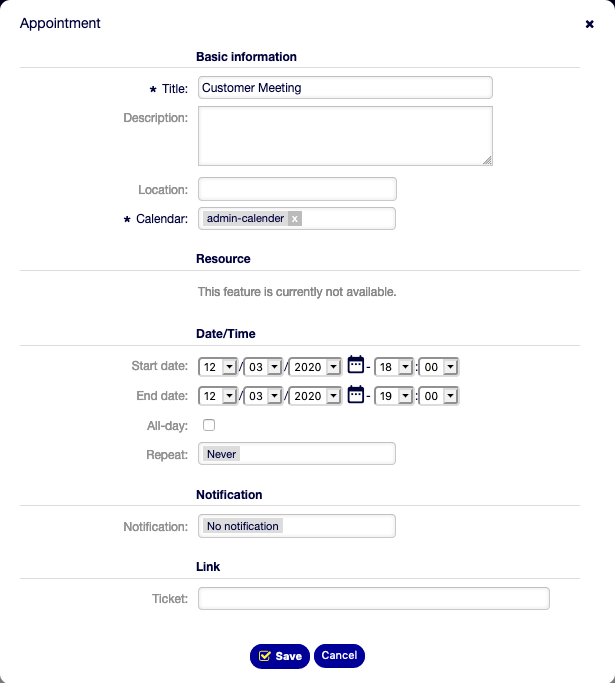 Appointment
Basic information
* Title: Customer Meeting
Description:
Location:
* Calendar: admin-calender x
Resource
This feature is currently not available.
Date/Time
Start date: 12 / 03 / 2020 - 18 : 00
End date: 12 / 03 / 2020 - 19 : 00
All-day:
Repeat: Never
Notification
Notification: No notification
Link
Ticket:
Save Cancel